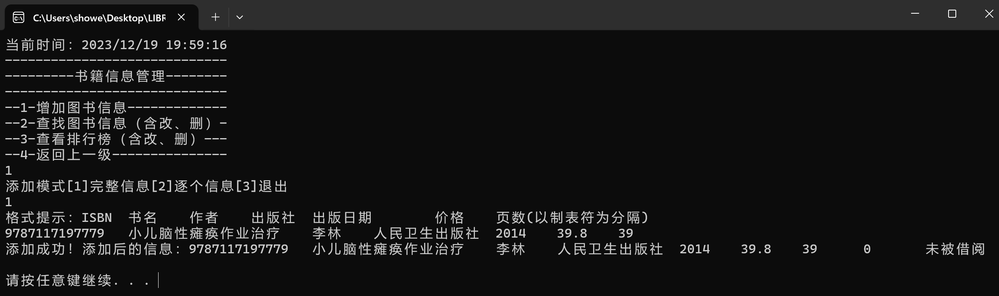 C:\Users\showe\Desktop\LIBR
当前时间：2023/12/19 19:59:16
-----------------------------
---------书籍信息管理--------
-----------------------------
--1-增加图书信息-------------
--2-查找图书信息（含改、删）-
--3-查看排行榜（含改、删）---
--4-返回上一级---------------
1
添加模式[1]完整信息[2]逐个信息[3]退出
1
格式提示：ISBN 书名 作者 出版社 出版日期 价格 页数(以制表符为分隔)
9787117197779 小儿脑性瘫痪作业治疗 李林 人民卫生出版社 2014 39.8 39
添加成功！添加后的信息：9787117197779 小儿脑性瘫痪作业治疗 李林 人民卫生出版社 2014 39.8 39 0 未被借阅
请按任意键继续. . .